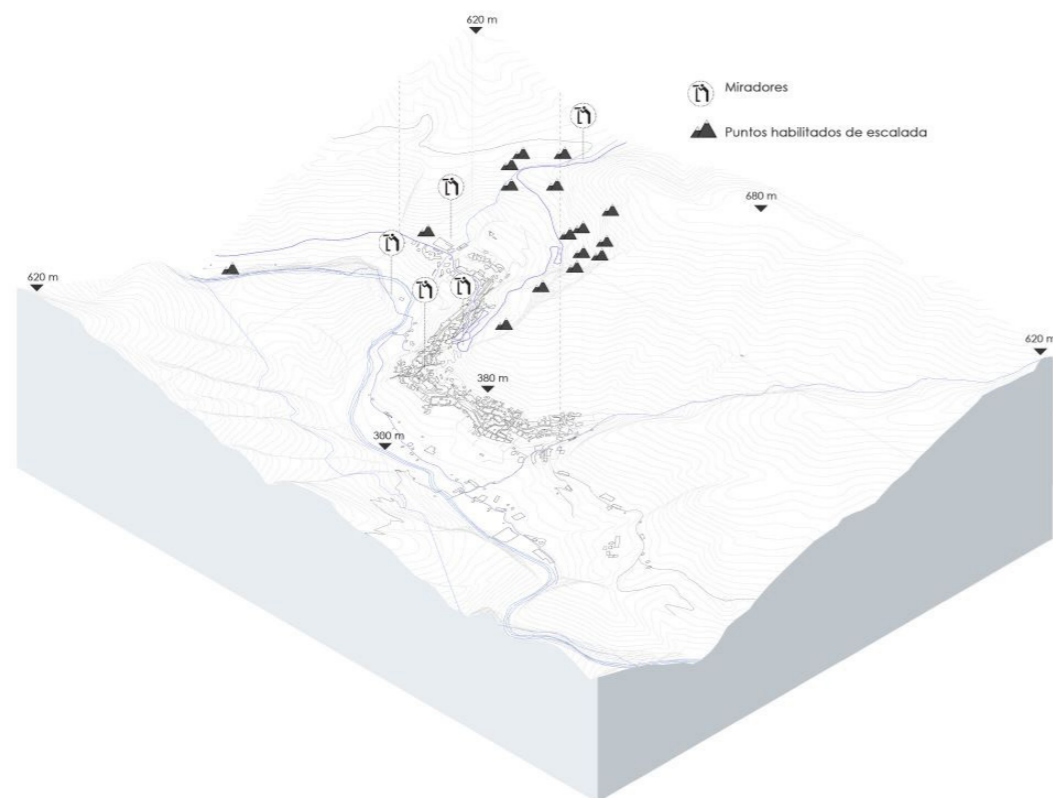 620 m
Miradores
Puntos habilitados de escalada
680 m
620 m
620 m
380 m
300 m